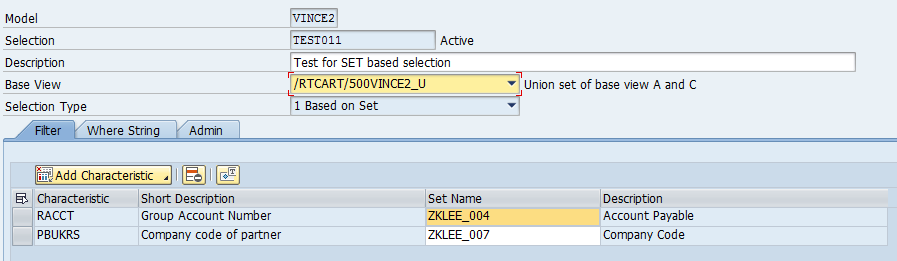 Model VINCE2
Selection TEST011 Active
Description Test for SET based selection
Base View /RTCART/500VINCE2_U Union set of base view A and C
Selection Type 1 Based on Set
Filter Where String Admin
Add Characteristic
Characteristic Short Description Set Name Description
RACCT Group Account Number ZKLEE_004 Account Payable
PBUKRS Company code of partner ZKLEE_007 Company Code